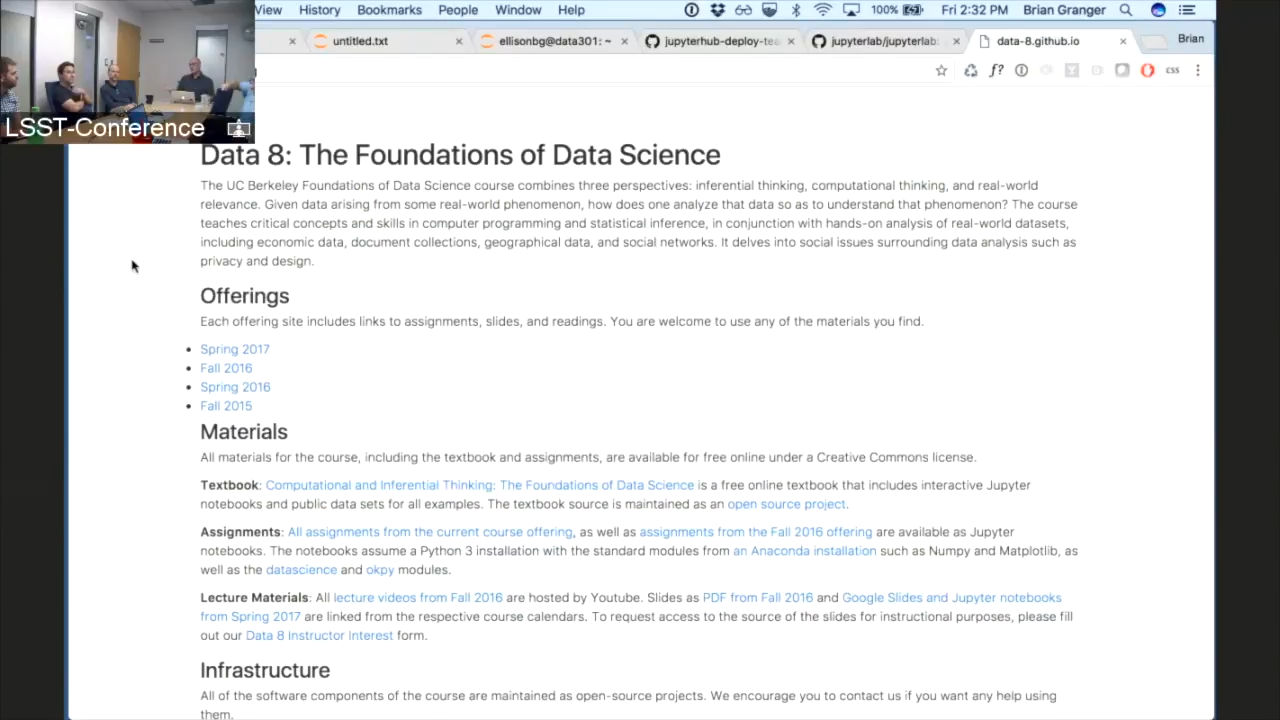 View History Bookmarks People Window Help 100% Fri 2:32 PM Brian Granger
untitled.txt ellisonbg@data301: ~ jupyterhub-deploy-tea jupyterlab/jupyterlab: data-8.github.io Brian
f? css
LSST-Conference
Data 8: The Foundations of Data Science
The UC Berkeley Foundations of Data Science course combines three perspectives: inferential thinking, computational thinking, and real-world
relevance. Given data arising from some real-world phenomenon, how does one analyze that data so as to understand that phenomenon? The course
teaches critical concepts and skills in computer programming and statistical inference, in conjunction with hands-on analysis of real-world datasets,
including economic data, document collections, geographical data, and social networks. It delves into social issues surrounding data analysis such as
privacy and design.
Offerings
Each offering site includes links to assignments, slides, and readings. You are welcome to use any of the materials you find.
• Spring 2017
• Fall 2016
• Spring 2016
• Fall 2015
Materials
All materials for the course, including the textbook and assignments, are available for free online under a Creative Commons license.
Textbook: Computational and Inferential Thinking: The Foundations of Data Science is a free online textbook that includes interactive Jupyter
notebooks and public data sets for all examples. The textbook source is maintained as an open source project.
Assignments: All assignments from the current course offering, as well as assignments from the Fall 2016 offering are available as Jupyter
notebooks. The notebooks assume a Python 3 installation with the standard modules from an Anaconda installation such as Numpy and Matplotlib, as
well as the datascience and okpy modules.
Lecture Materials: All lecture videos from Fall 2016 are hosted by Youtube. Slides as PDF from Fall 2016 and Google Slides and Jupyter notebooks
from Spring 2017 are linked from the respective course calendars. To request access to the source of the slides for instructional purposes, please fill
out our Data 8 Instructor Interest form.
Infrastructure
All of the software components of the course are maintained as open-source projects. We encourage you to contact us if you want any help using
them.